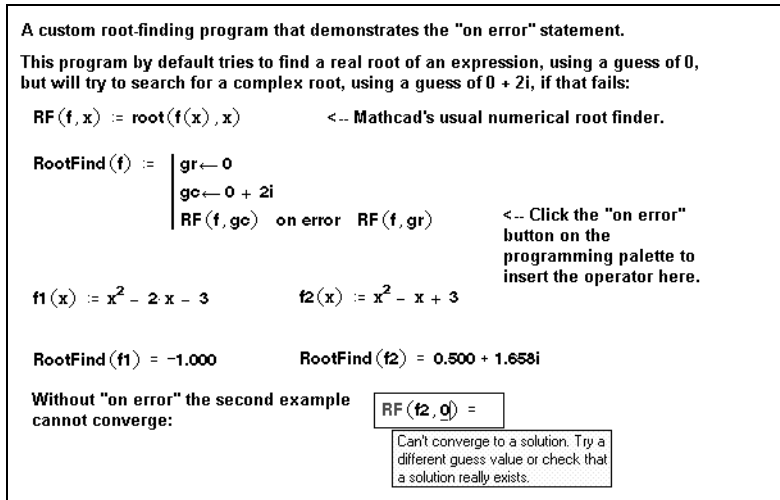 A custom root-finding program that demonstrates the "on error" statement.
This program by default tries to find a real root of an expression, using a guess of 0,
but will try to search for a complex root, using a guess of 0 + 2i, if that fails:
RF(f,x) := root(f(x),x) <-- Mathcad's usual numerical root finder.
RootFind(f) := gr← 0
gc← 0 + 2i
RF(f,gc) on error RF(f,gr)
<-- Click the "on error"
button on the
programming palette to
insert the operator here.
f1(x) := x² - 2·x - 3 f2(x) := x² - x + 3
RootFind(f1) = -1.000 RootFind(f2) = 0.500 + 1.658i
Without "on error" the second example
cannot converge:
RF(f2,0) =
Can't converge to a solution. Try a
different guess value or check that
a solution really exists.